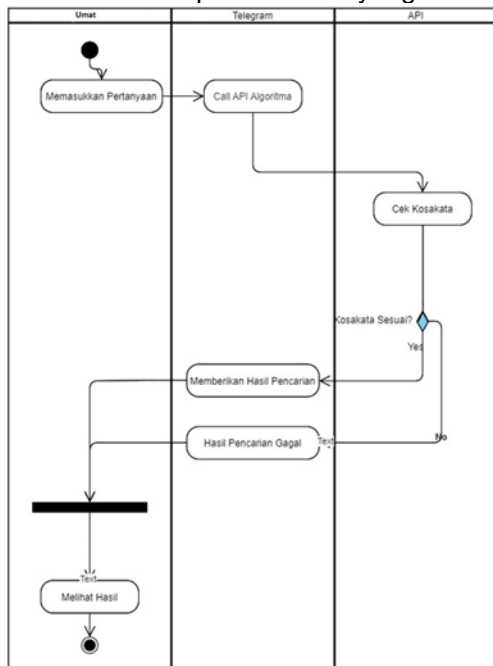 Umat
Telegram
API
Memasukkan Pertanyaan
Call API Algoritma
Cek Kosakata
Kosakata Sesuai?
Yes
Memberikan Hasil Pencarian
Hasil Pencarian Gagal
Text
No
Text
Melihat Hasil